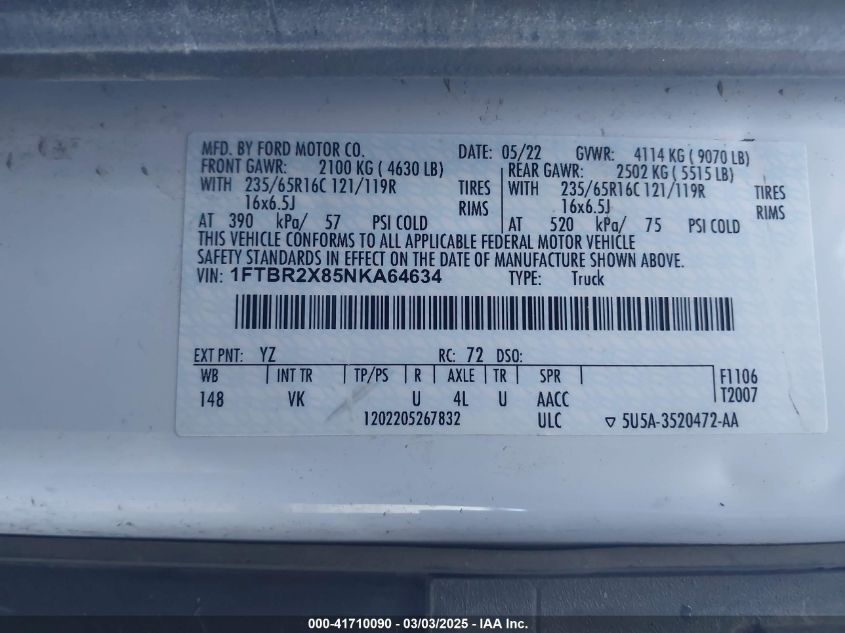 MFD. BY FORD MOTOR CO. DATE: 05/22 GVWR: 4114 KG ( 9070 LB)
FRONT GAWR: 2100 KG ( 4630 LB) REAR GAWR: 2502 KG ( 5515 LB)
WITH 235/65R16C 121/119R TIRES WITH 235/65R16C 121/119R TIRES
16x6.5J RIMS 16x6.5J RIMS
AT 390 kPa/ 57 PSI COLD AT 520 kPa/ 75 PSI COLD
THIS VEHICLE CONFORMS TO ALL APPLICABLE FEDERAL MOTOR VEHICLE
SAFETY STANDARDS IN EFFECT ON THE DATE OF MANUFACTURE SHOWN ABOVE.
VIN: 1FTBR2X85NKA64634 TYPE: Truck
EXT PNT: YZ RC: 72 DSO:
WB INT TR TP/PS R AXLE TR SPR F1106
148 VK U 4L U AACC T2007
1202205267832 ULC ▽ 5U5A-3520472-AA
000-41710090 - 03/03/2025 - IAA Inc.